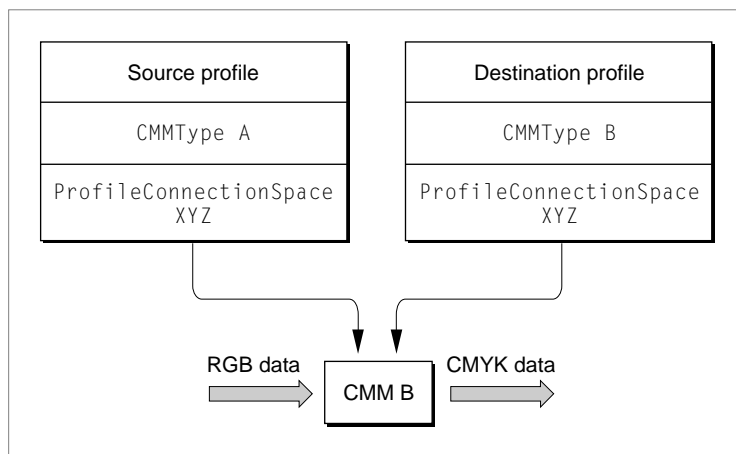 Source profile
CMMType A
ProfileConnectionSpace
XYZ
Destination profile
CMMType B
ProfileConnectionSpace
XYZ
RGB data
CMM B
CMYK data